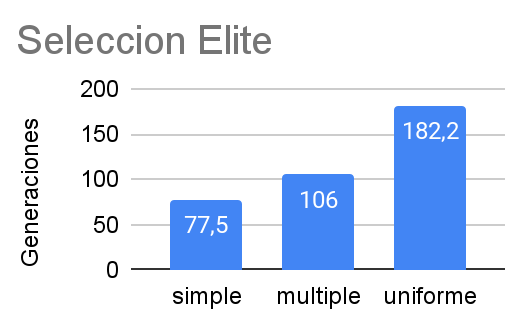 Seleccion Elite
Generaciones
200
150
100
50
0
77,5
106
182,2
simple
multiple
uniforme